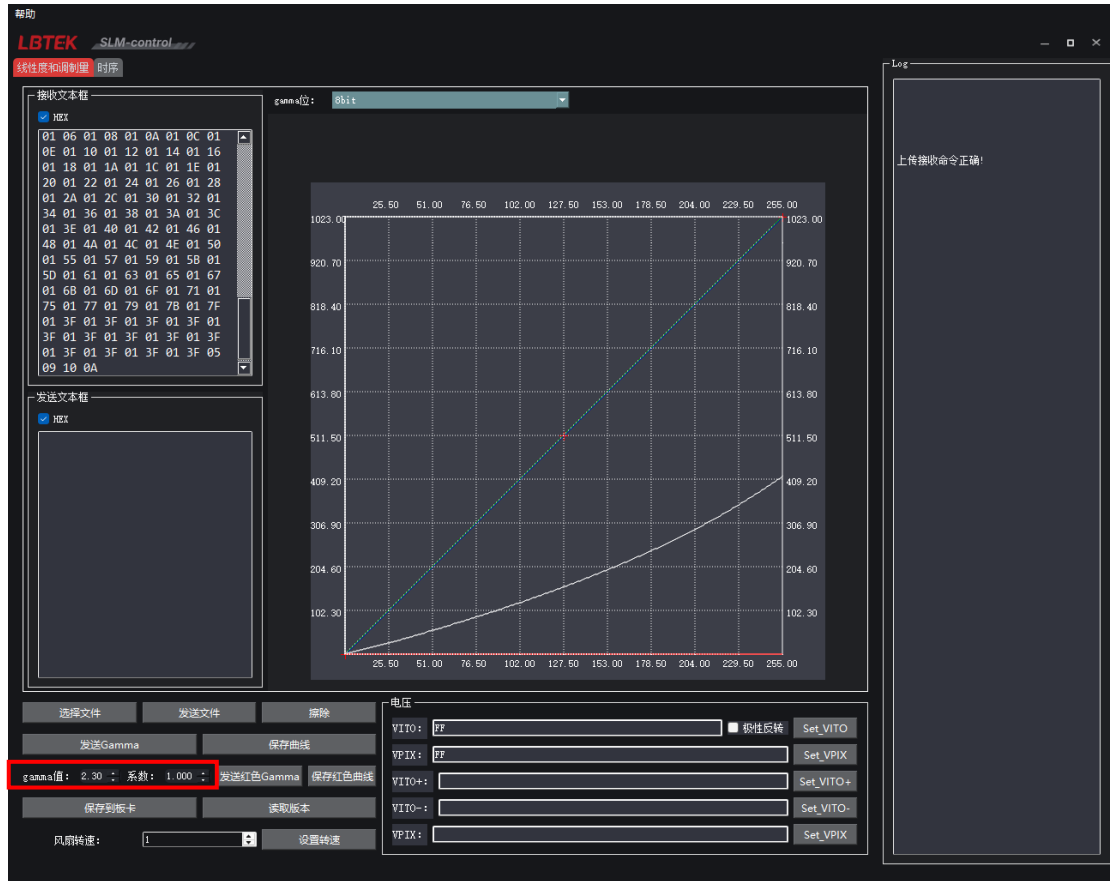 帮助
LBTEK SLM-control
线性度和调制量 时序
接收文本框
HEX
01 06 01 08 01 0A 01 0C 01
0E 01 10 01 12 01 14 01 16
01 18 01 1A 01 1C 01 1E 01
20 01 22 01 24 01 26 01 28
01 2A 01 2C 01 30 01 32 01
34 01 36 01 38 01 3A 01 3C
01 3E 01 40 01 42 01 46 01
48 01 4A 01 4C 01 4E 01 50
01 55 01 57 01 59 01 5B 01
5D 01 61 01 63 01 65 01 67
01 6B 01 6D 01 6F 01 71 01
75 01 77 01 79 01 7B 01 7F
01 3F 01 3F 01 3F 01 3F 01
3F 01 3F 01 3F 01 3F 01 3F
01 3F 01 3F 01 3F 01 3F 05
09 10 0A
发送文本框
HEX
gamma位: 8bit
25.50 51.00 76.50 102.00 127.50 153.00 178.50 204.00 229.50 255.00
1023.00 1023.00
920.70 920.70
818.40 818.40
716.10 716.10
613.80 613.80
511.50 511.50
409.20 409.20
306.90 306.90
204.60 204.60
102.30 102.30
25.50 51.00 76.50 102.00 127.50 153.00 178.50 204.00 229.50 255.00
选择文件 发送文件 擦除
发送Gamma 保存曲线
gamma值: 2.30 系数: 1.000 发送红色Gamma 保存红色曲线
保存到板卡 读取版本
风扇转速: 1 设置转速
电压
VITO: FF 极性反转 Set_VITO
VPIX: FF Set_VPIX
VITO+: Set_VITO+
VITO-: Set_VITO-
VPIX: Set_VPIX
Log
上传接收命令正确!